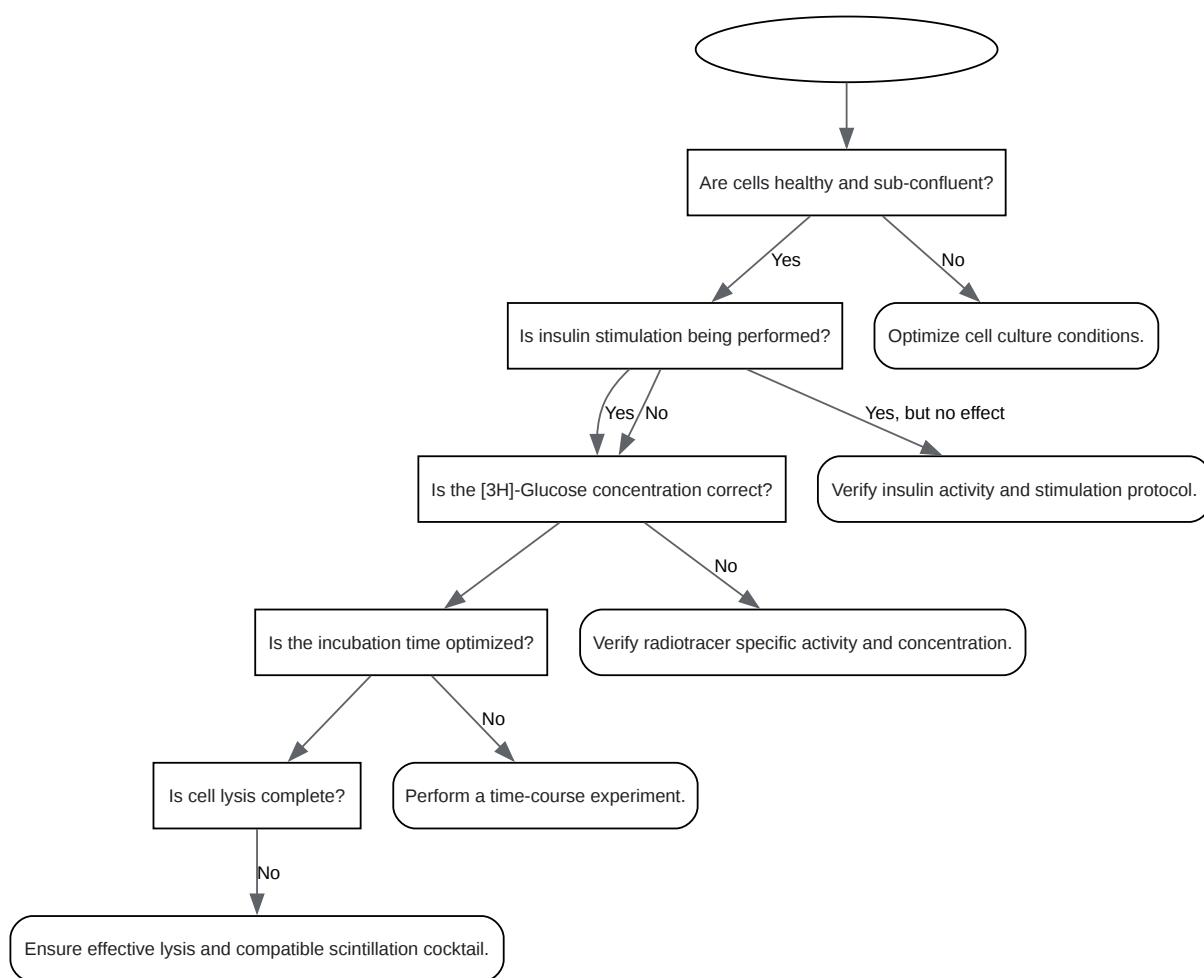 Are cells healthy and sub-confluent?
Yes
No
Is insulin stimulation being performed?
Optimize cell culture conditions.
Yes
No
Yes, but no effect
Is the [3H]-Glucose concentration correct?
Verify insulin activity and stimulation protocol.
No
Is the incubation time optimized?
Verify radiotracer specific activity and concentration.
No
Is cell lysis complete?
Perform a time-course experiment.
No
Ensure effective lysis and compatible scintillation cocktail.